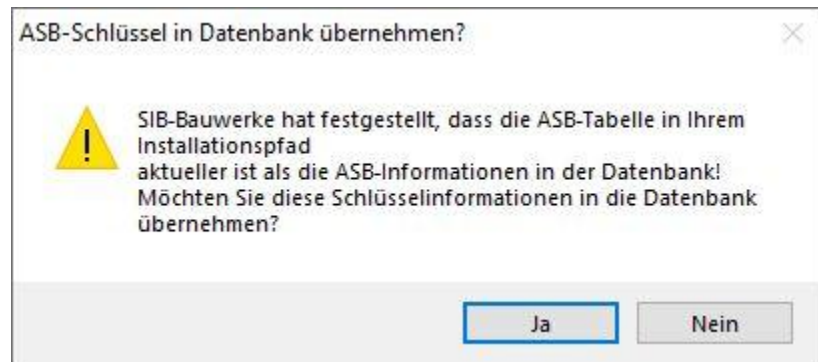 ASB-Schlüssel in Datenbank übernehmen?
SIB-Bauwerke hat festgestellt, dass die ASB-Tabelle in Ihrem
Installationspfad
aktueller ist als die ASB-Informationen in der Datenbank!
Möchten Sie diese Schlüsselinformationen in die Datenbank
übernehmen?
Ja
Nein